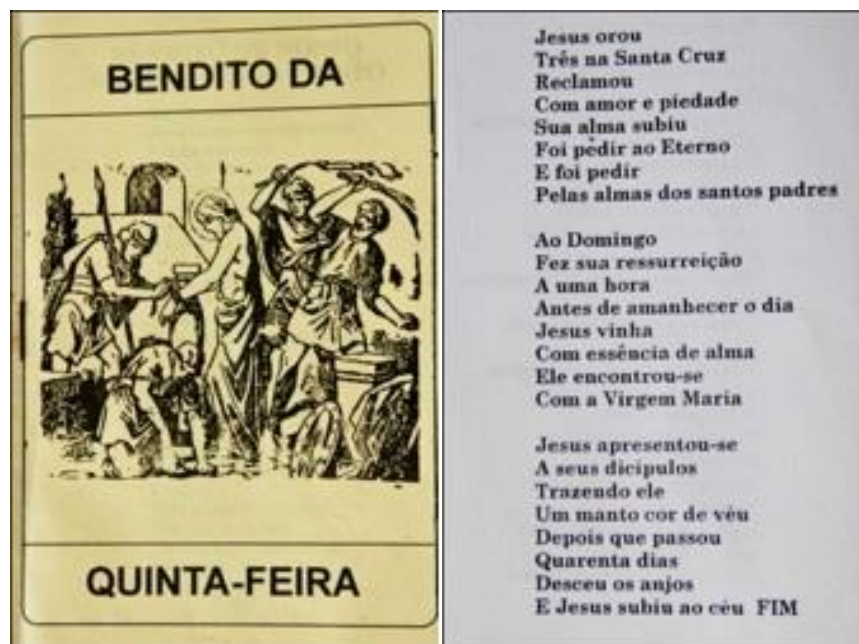 BENDITO DA
QUINTA-FEIRA
Jesus orou
Três na Santa Cruz
Reclamou
Com amor e piedade
Sua alma subiu
Foi pedir ao Eterno
E foi pedir
Pelas almas dos santos padres
Ao Domingo
Fez sua ressurreição
A uma hora
Antes de amanhecer o dia
Jesus vinha
Com essência de alma
Ele encontrou-se
Com a Virgem Maria
Jesus apresentou-se
A seus dicípulos
Trazendo ele
Um manto cor de véu
Depois que passou
Quarenta dias
Desceu os anjos
E Jesus subiu ao céu FIM